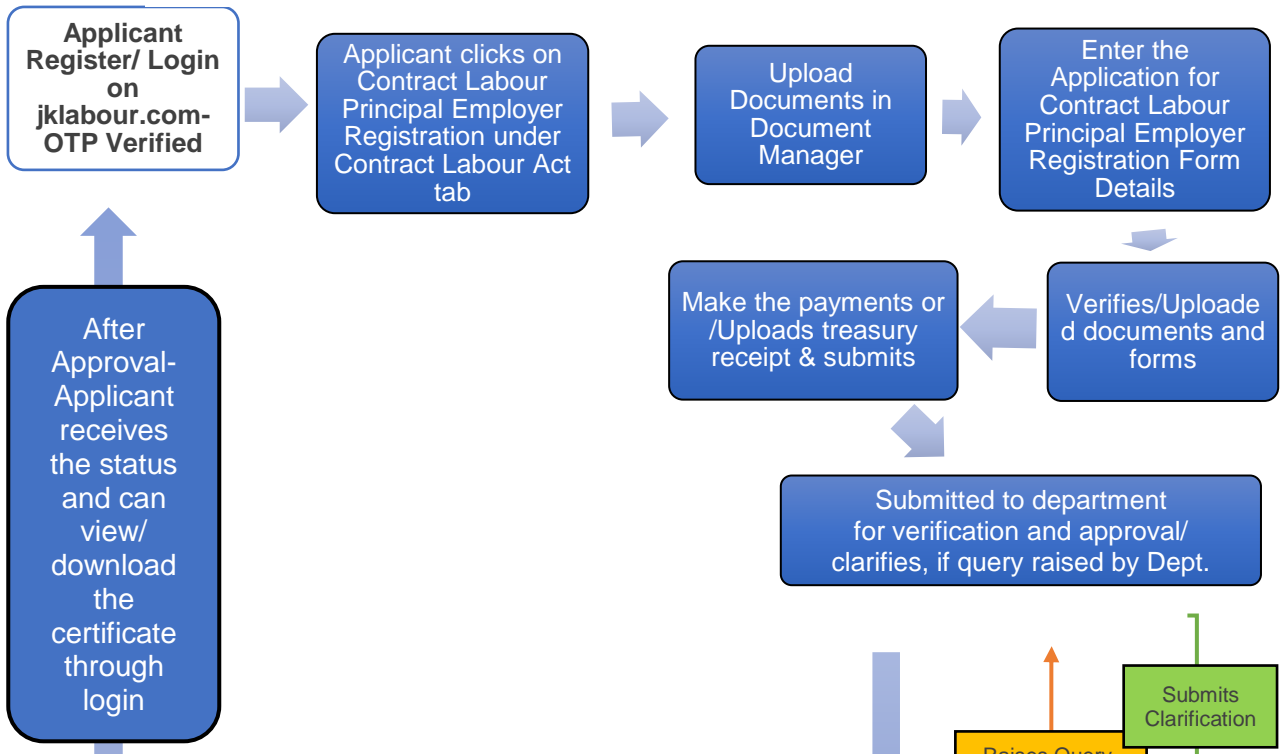 Applicant
Register/ Login
on
jklabour.com-
OTP Verified
Applicant clicks on
Contract Labour
Principal Employer
Registration under
Contract Labour Act
tab
Upload
Documents in
Document
Manager
Enter the
Application for
Contract Labour
Principal Employer
Registration Form
Details
Verifies/Uploade
d documents and
forms
Make the payments or
/Uploads treasury
receipt & submits
Submitted to department
for verification and approval/
clarifies, if query raised by Dept.
After
Approval-
Applicant
receives
the status
and can
view/
download
the
certificate
through
login
Submits
Clarification
Raises Query